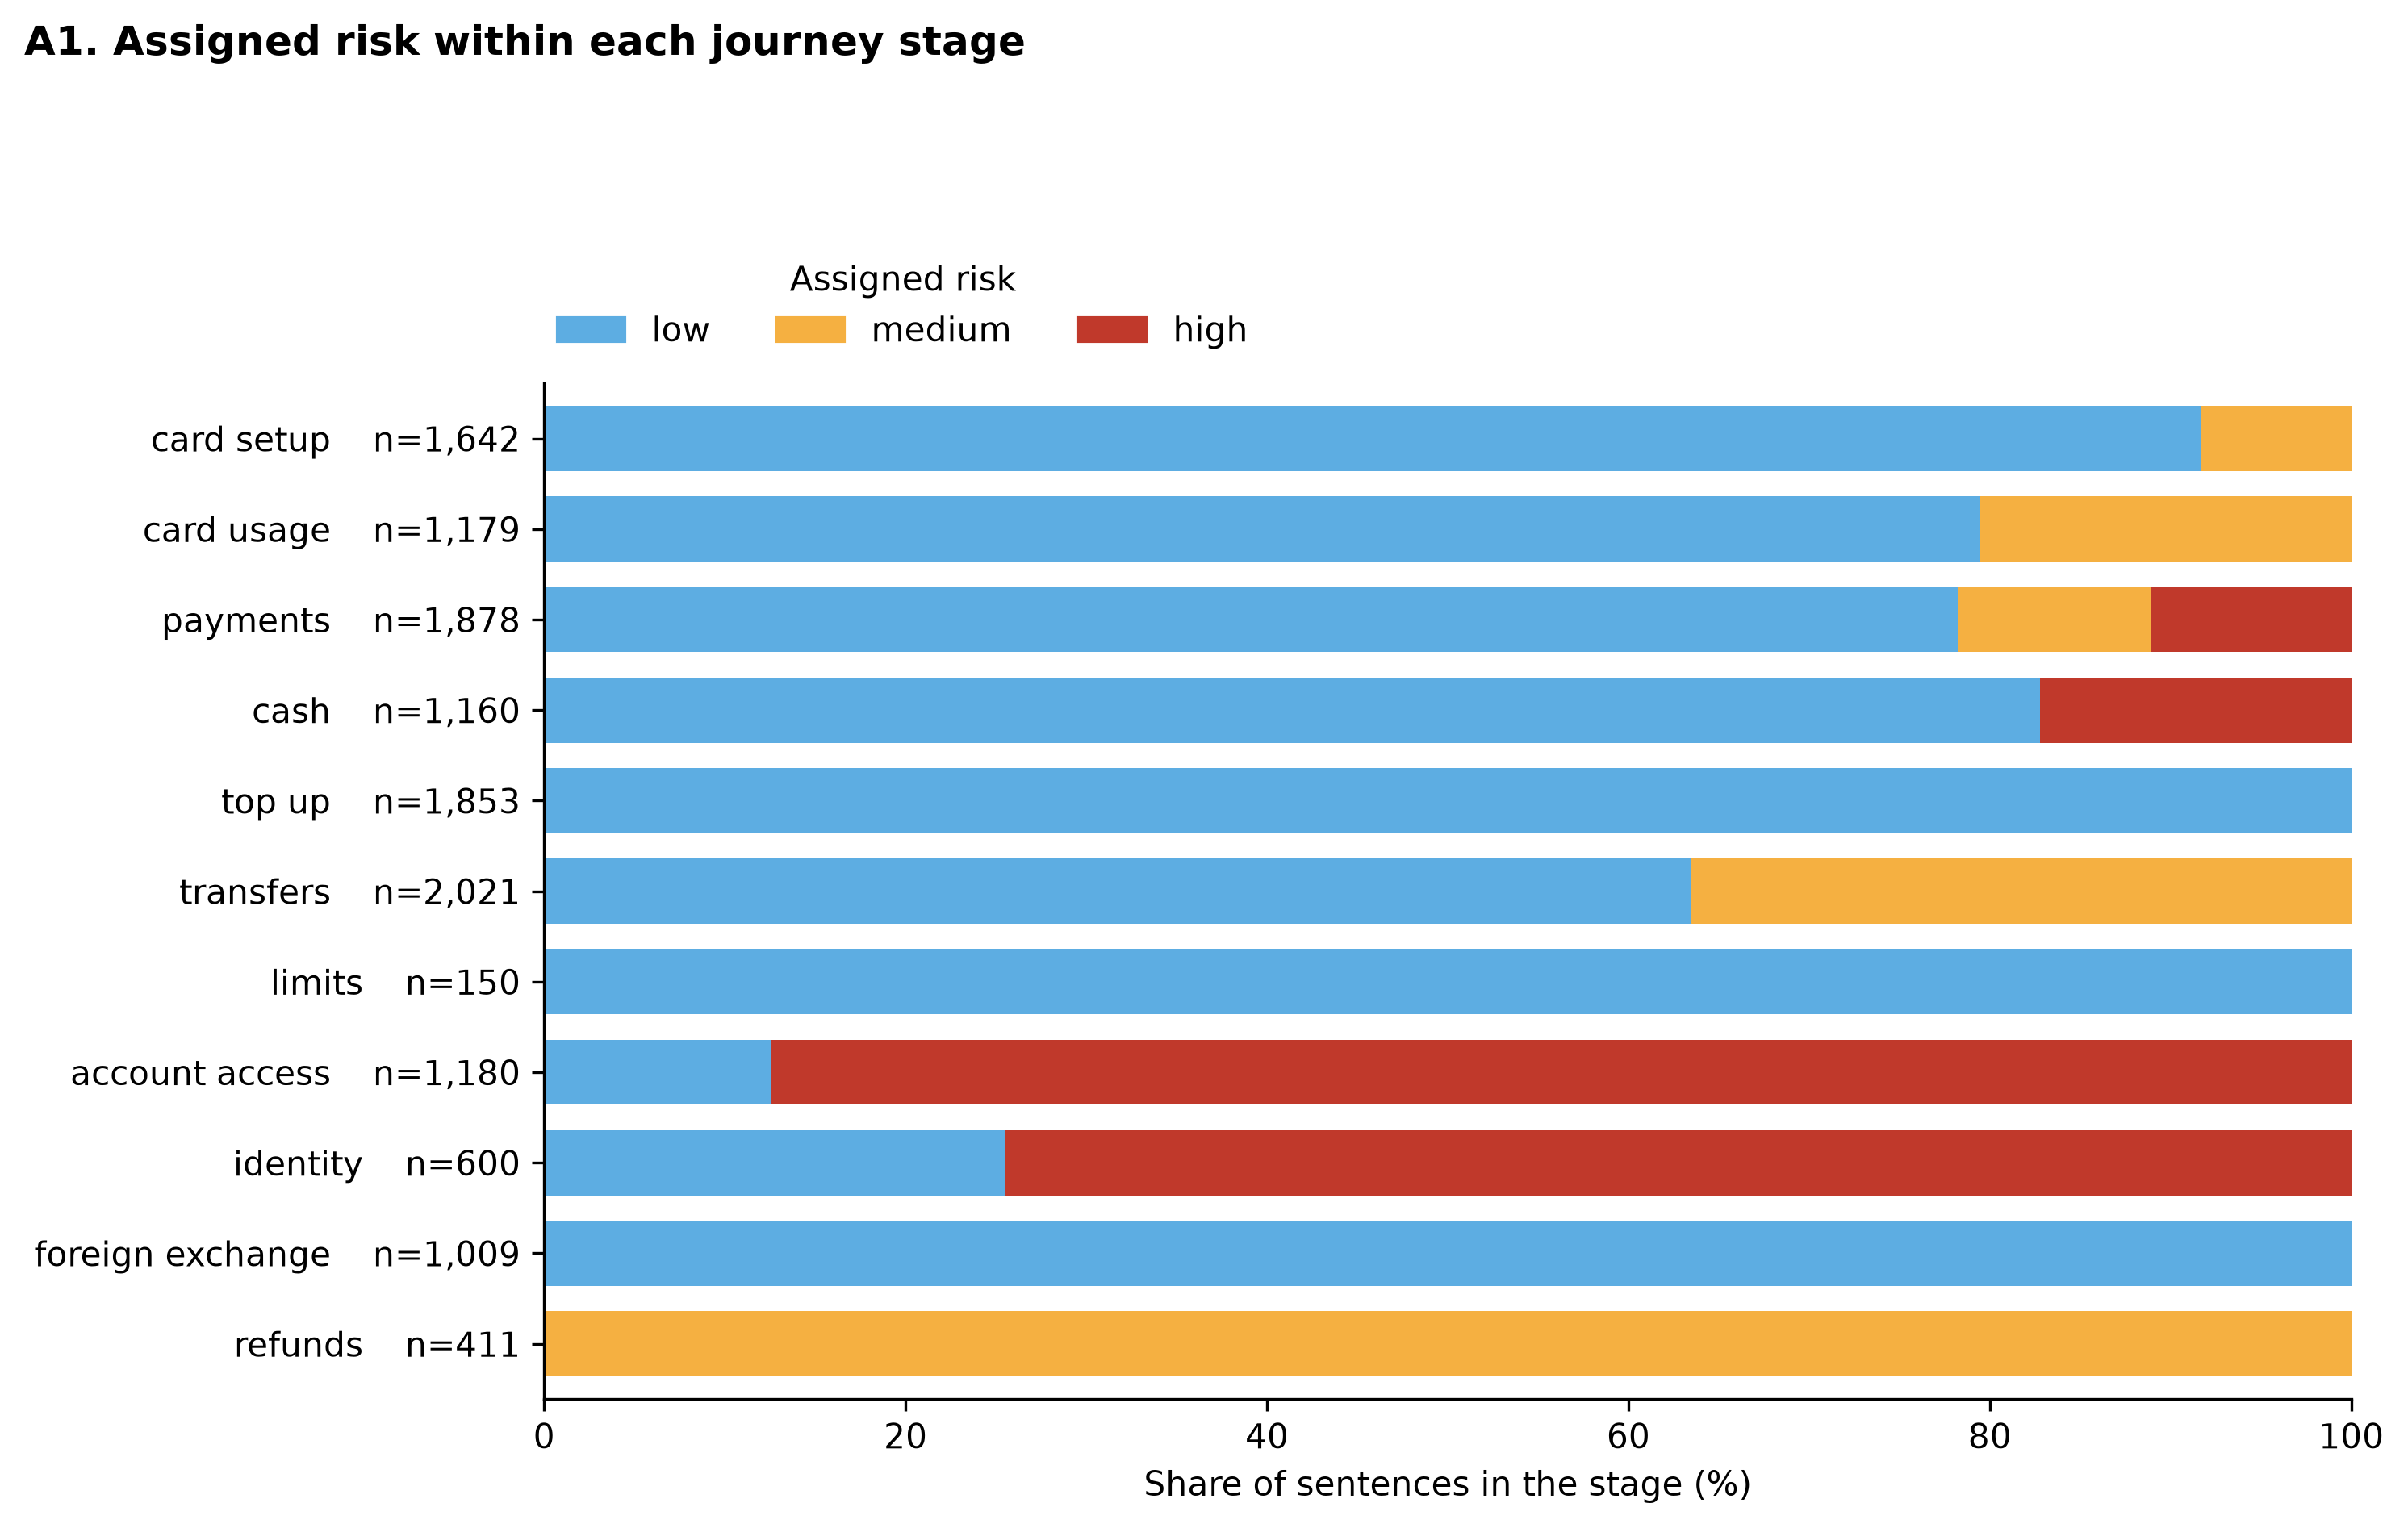 A1. Assigned risk within each journey stage
Assigned risk
low medium high
card setup n=1,642
card usage n=1,179
payments n=1,878
cash n=1,160
top up n=1,853
transfers n=2,021
limits n=150
account access n=1,180
identity n=600
foreign exchange n=1,009
refunds n=411
0 20 40 60 80 100
Share of sentences in the stage (%)